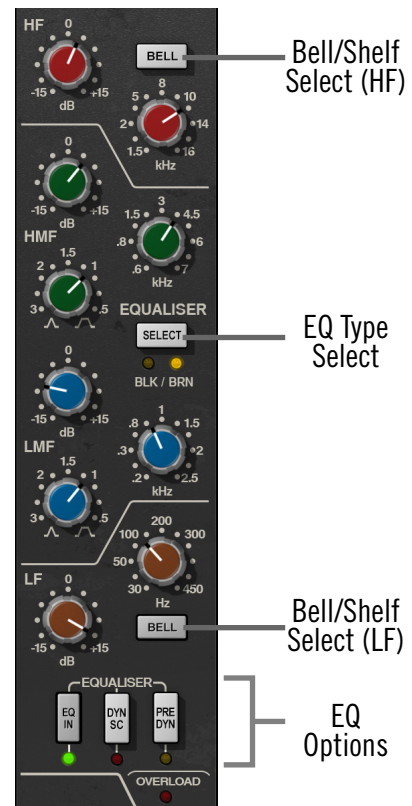 HF
0
-15
+15
dB
BELL
Bell/Shelf
Select (HF)
8
5
10
2
14
1.5
16
kHz
0
-15
+15
dB
HMF
3
1.5
4.5
.8
6
.6
7
kHz
1.5
2
1
3
.5
EQUALISER
SELECT
EQ Type
Select
BLK / BRN
0
-15
+15
dB
LMF
1
.8
1.5
.3
2
.2
2.5
kHz
1.5
2
1
3
.5
200
100
300
50
30
450
Hz
LF
0
-15
+15
dB
BELL
Bell/Shelf
Select (LF)
EQUALISER
EQ
IN
DYN
SC
PRE
DYN
EQ
Options
OVERLOAD